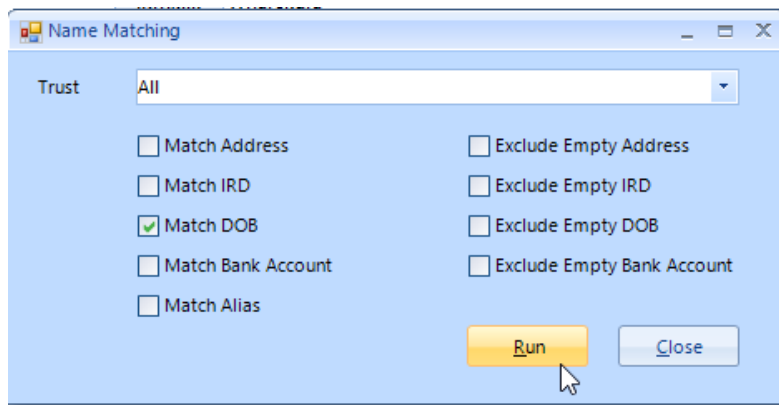 Name Matching
Trust All
Match Address Exclude Empty Address
Match IRD Exclude Empty IRD
Match DOB Exclude Empty DOB
Match Bank Account Exclude Empty Bank Account
Match Alias
Run Close